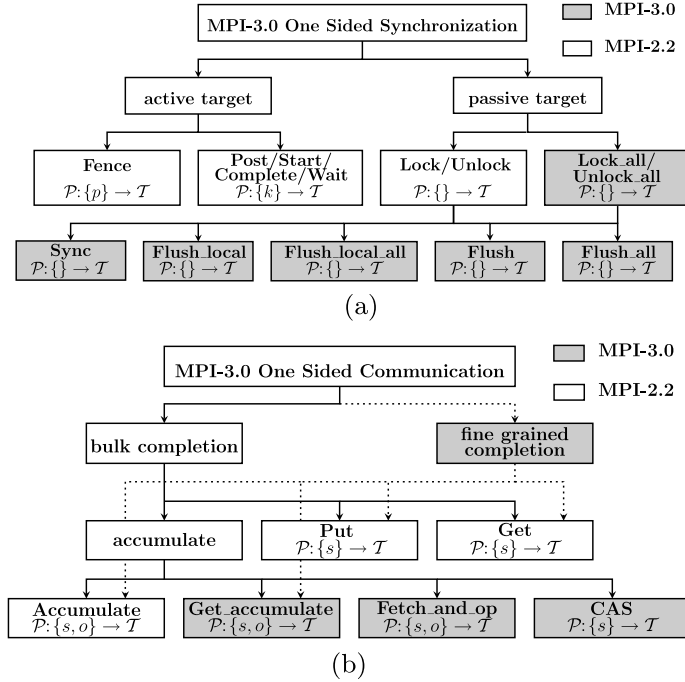 MPI-3.0 One Sided Synchronization
MPI-3.0
MPI-2.2
active target
passive target
Fence
𝒫: {p} → 𝒯
Post/Start/
Complete/Wait
𝒫: {k} → 𝒯
Lock/Unlock
𝒫: {} → 𝒯
Lock_all/
Unlock_all
𝒫: {} → 𝒯
Sync
𝒫: {} → 𝒯
Flush_local
𝒫: {} → 𝒯
Flush_local_all
𝒫: {} → 𝒯
Flush
𝒫: {} → 𝒯
Flush_all
𝒫: {} → 𝒯
(a)
MPI-3.0 One Sided Communication
MPI-3.0
MPI-2.2
bulk completion
fine grained
completion
accumulate
Put
𝒫: {s} → 𝒯
Get
𝒫: {s} → 𝒯
Accumulate
𝒫: {s, o} → 𝒯
Get_accumulate
𝒫: {s, o} → 𝒯
Fetch_and_op
𝒫: {s, o} → 𝒯
CAS
𝒫: {s} → 𝒯
(b)